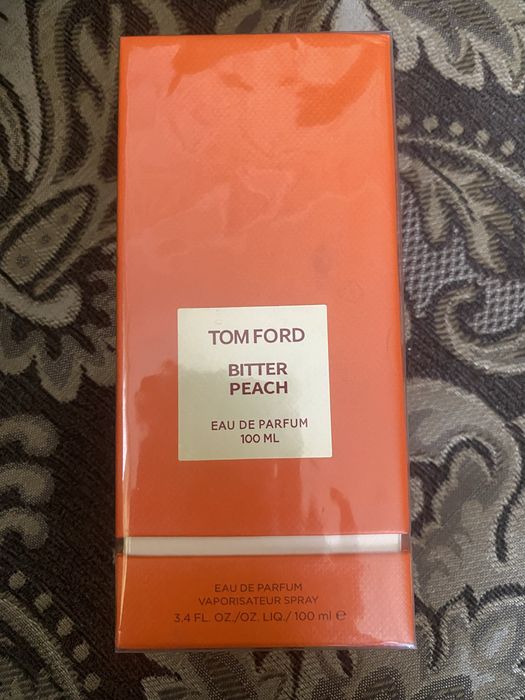 TOM FORD
BITTER
PEACH
EAU DE PARFUM
100 ML
EAU DE PARFUM
VAPORISATEUR SPRAY
3.4 FL. OZ./OZ. LIQ./ 100 ml ℮